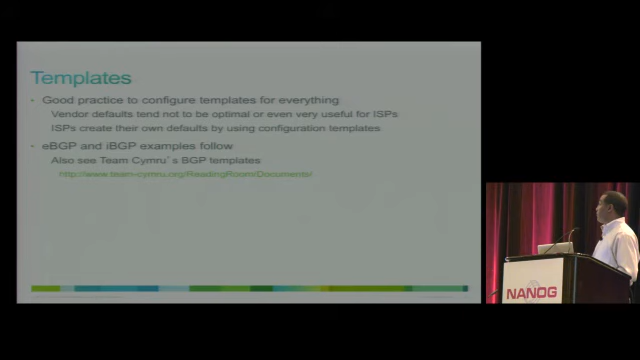 Templates
Good practice to configure templates for everything
Vendor defaults tend not to be optimal or even very useful for ISPs
ISPs create their own defaults by using configuration templates
eBGP and iBGP examples follow
Also see Team Cymru's BGP templates
http://www.team-cymru.org/ReadingRoom/Documents/
NANOG